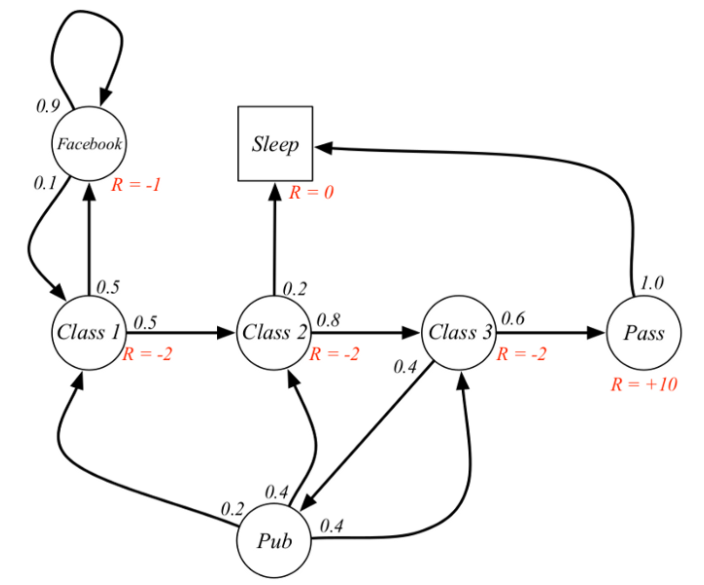 0.9
Facebook
Sleep
0.1
R = -1
R = 0
0.5
0.2
1.0
Class 1
0.5
Class 2
0.8
Class 3
0.6
Pass
R = -2
R = -2
R = -2
0.4
R = +10
0.4
0.2
0.4
Pub